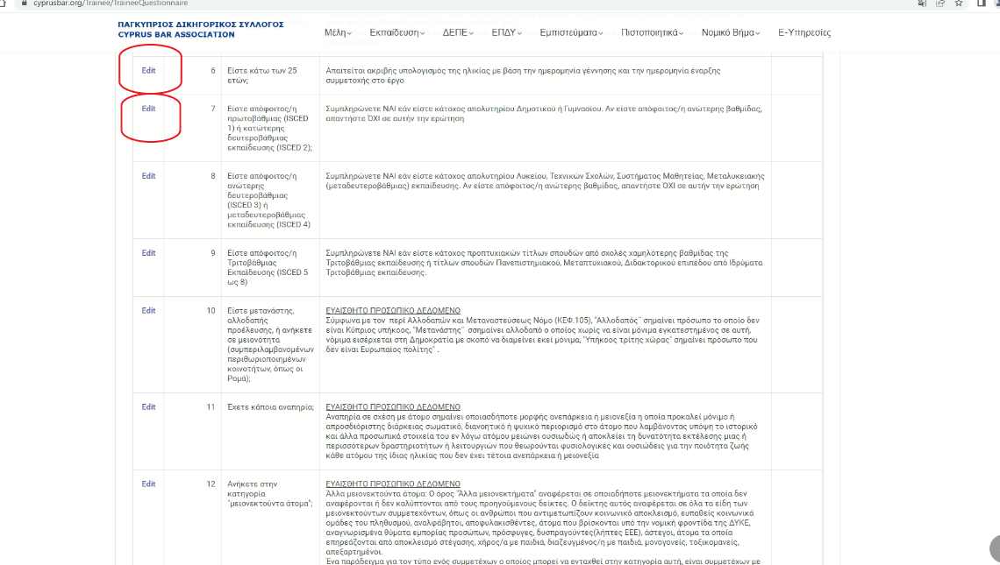 cyprusbar.org/Trainee/TraineeQuestionnaire
ΠΑΓΚΥΠΡΙΟΣ ΔΙΚΗΓΟΡΙΚΟΣ ΣΥΛΛΟΓΟΣ
CYPRUS BAR ASSOCIATION
Μέλη Εκπαίδευση ΔΕΠΕ ΕΠΔΥ Εμπιστεύματα Πιστοποιητικά Νομικό Βήμα Ε-Υπηρεσίες
Edit 6 Είστε κάτω των 25 Απαιτείται ακριβής υπολογισμός της ηλικίας με βάση την ημερομηνία γέννησης και την ημερομηνία έναρξης
ετών; συμμετοχής στο έργο
Edit 7 Είστε απόφοιτος/η Συμπληρώνετε ΝΑΙ εάν είστε κάτοχος απολυτηρίου Δημοτικού ή Γυμνασίου. Αν είστε απόφοιτος/η ανώτερης βαθμίδας,
πρωτοβάθμιας (ISCED απαντήστε ΌΧΙ σε αυτήν την ερώτηση
1) ή κατώτερης
δευτεροβάθμιας
εκπαίδευσης (ISCED 2);
Edit 8 Είστε απόφοιτος/η Συμπληρώνετε ΝΑΙ εάν είστε κάτοχος απολυτηρίου Λυκείου, Τεχνικών Σχολών, Συστήματος Μαθητείας, Μεταλυκειακής
ανώτερης (μεταδευτεροβάθμιας) εκπαίδευσης. Αν είστε απόφοιτος/η ανώτερης βαθμίδας, απαντήστε ΌΧΙ σε αυτήν την ερώτηση
δευτεροβάθμιας
(ISCED 3) ή
μεταδευτεροβάθμιας
εκπαίδευσης (ISCED 4)
Edit 9 Είστε απόφοιτος/η Συμπληρώνετε ΝΑΙ εάν είστε κάτοχος προπτυχιακών τίτλων σπουδών από σχολές χαμηλότερης βαθμίδας της
Τριτοβάθμιας Τριτοβάθμιας εκπαίδευσης ή τίτλων σπουδών Πανεπιστημιακού, Μεταπτυχιακού, Διδακτορικού επιπέδου από Ιδρύματα
Εκπαίδευσης (ISCED 5 Τριτοβάθμιας εκπαίδευσης.
ως 8)
Edit 10 Είστε μετανάστης, ΕΥΑΙΣΘΗΤΟ ΠΡΟΣΩΠΙΚΟ ΔΕΔΟΜΕΝΟ
αλλοδαπής Σύμφωνα με τον περί Αλλοδαπών και Μεταναστεύσεως Νόμο (ΚΕΦ.105), "Αλλοδαπός¨ σημαίνει πρόσωπο το οποίο δεν
προέλευσης, ή ανήκετε είναι Κύπριος υπήκοος, "Μετανάστης¨ σσημαίνει αλλοδαπό ο οποίος χωρίς να είναι μόνιμα εγκατεστημένος σε αυτή,
σε μειονότητα νόμιμα εισέρχεται στη Δημοκρατία με σκοπό να διαμείνει εκεί μόνιμα, "Υπήκοος τρίτης χώρας" σημαίνει πρόσωπο που
(συμπεριλαμβανομένων δεν είναι Ευρωπαίος πολίτης" .
περιθωριοποιημένων
κοινοτήτων, όπως οι
Ρομά);
Edit 11 Έχετε κάποια αναπηρία; ΕΥΑΙΣΘΗΤΟ ΠΡΟΣΩΠΙΚΟ ΔΕΔΟΜΕΝΟ
Αναπηρία σε σχέση με άτομο σημαίνει οποιασδήποτε μορφής ανεπάρκεια ή μειονεξία η οποία προκαλεί μόνιμο ή
απροσδιόριστης διάρκειας σωματικό, διανοητικό ή ψυχικό περιορισμό στο άτομο που λαμβάνοντας υπόψη το ιστορικό
και άλλα προσωπικά στοιχεία του εν λόγω ατόμου μειώνει ουσιωδώς ή αποκλείει τη δυνατότητα εκτέλεσης μιας ή
περισσότερων δραστηριοτήτων ή λειτουργιών που θεωρούνται φυσιολογικές και ουσιώδεις για την ποιότητα ζωής
κάθε ατόμου της ίδιας ηλικίας που δεν έχει τέτοια ανεπάρκεια ή μειονεξία
Edit 12 Ανήκετε στην ΕΥΑΙΣΘΗΤΟ ΠΡΟΣΩΠΙΚΟ ΔΕΔΟΜΕΝΟ
κατηγορία Άλλα μειονεκτούντα άτομα: Ο όρος "Άλλα μειονεκτήματα" αναφέρεται σε οποιαδήποτε μειονεκτήματα τα οποία δεν
"μειονεκτούντα άτομα"; αναφέρονται ή δεν καλύπτονται από τους προηγούμενους δείκτες. Ο δείκτης αυτός αναφέρεται σε όλα τα είδη των
μειονεκτούντων συμμετεχόντων, όπως οι άνθρωποι που αντιμετωπίζουν κοινωνικό αποκλεισμό, ευπαθείς κοινωνικά
ομάδες του πληθυσμού, αναλφάβητοι, αποφυλακισθέντες, άτομα που βρίσκονται υπό την νομική φροντίδα της ΔΥΚΕ,
αναγνωρισμένα θύματα εμπορίας προσώπων, πρόσφυγες, δυσπραγούντες(λήπτες ΕΕΕ), άστεγοι, άτομα τα οποία
επηρεάζονται από αποκλεισμό στέγασης, χήρος/α με παιδιά, διαζευγμένος/η με παιδιά, μονογονείς, τοξικομανείς,
απεξαρτημένοι.
Ένα παράδειγμα για τον τύπο ενός συμμετέχων ο οποίος μπορεί να ενταχθεί στην κατηγορία αυτή, είναι συμμετέχων με